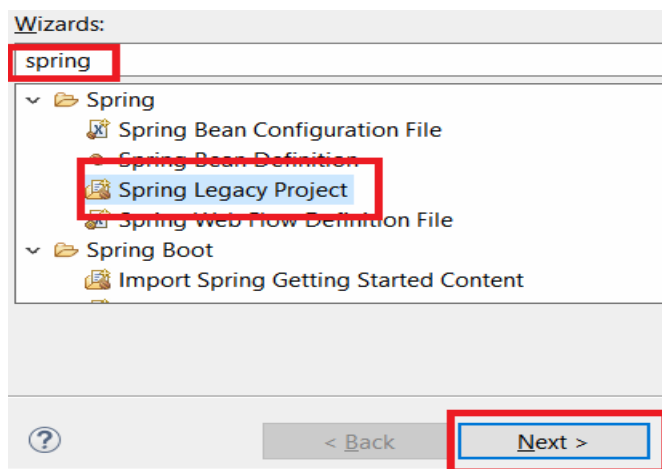 Wizards:
spring
Spring
Spring Bean Configuration File
Spring Bean Definition
Spring Legacy Project
Spring Web Flow Definition File
Spring Boot
Import Spring Getting Started Content
?
< Back
Next >